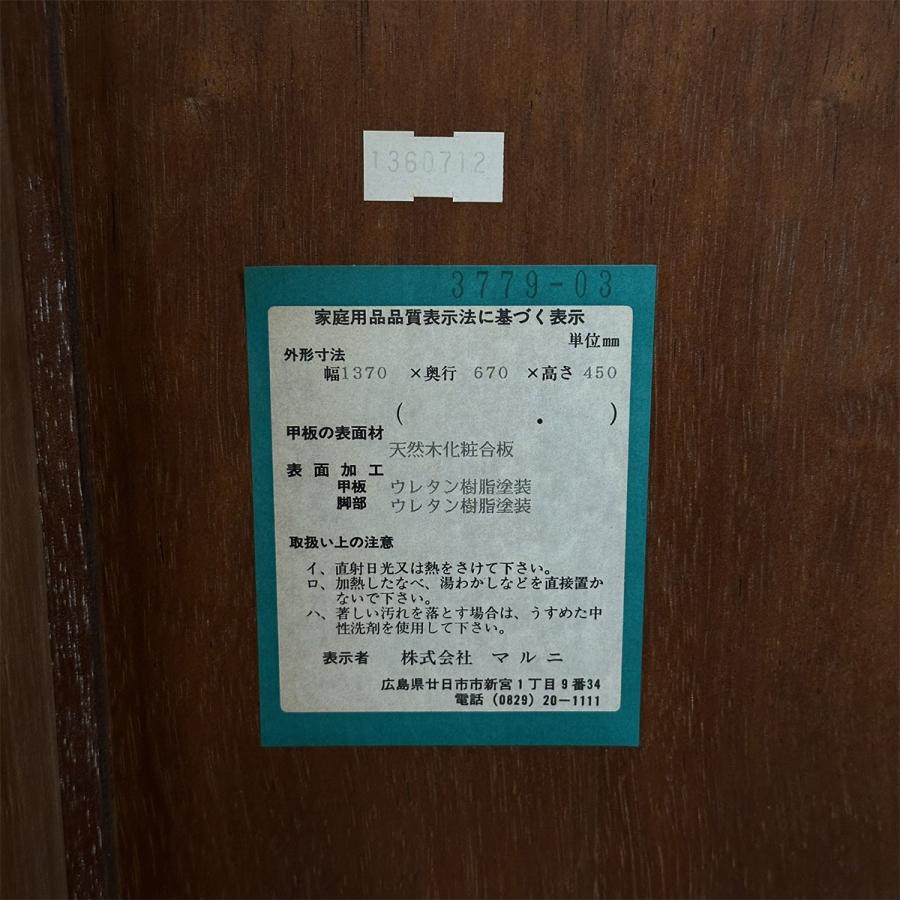 1360712
3779-03
家庭用品品質表示法に基づく表示
単位mm
外形寸法
幅1370 ×奥行 670 ×高さ 450
( ・ )
甲板の表面材
天然木化粧合板
表面加工
甲板 ウレタン樹脂塗装
脚部 ウレタン樹脂塗装
取扱い上の注意
イ、直射日光又は熱をさけて下さい。
ロ、加熱したなべ、湯わかしなどを直接置か
ないで下さい。
ハ、著しい汚れを落とす場合は、うすめた中
性洗剤を使用して下さい。
表示者 株式会社 マルニ
広島県廿日市市新宮1丁目9番34
電話 (0829) 20-1111